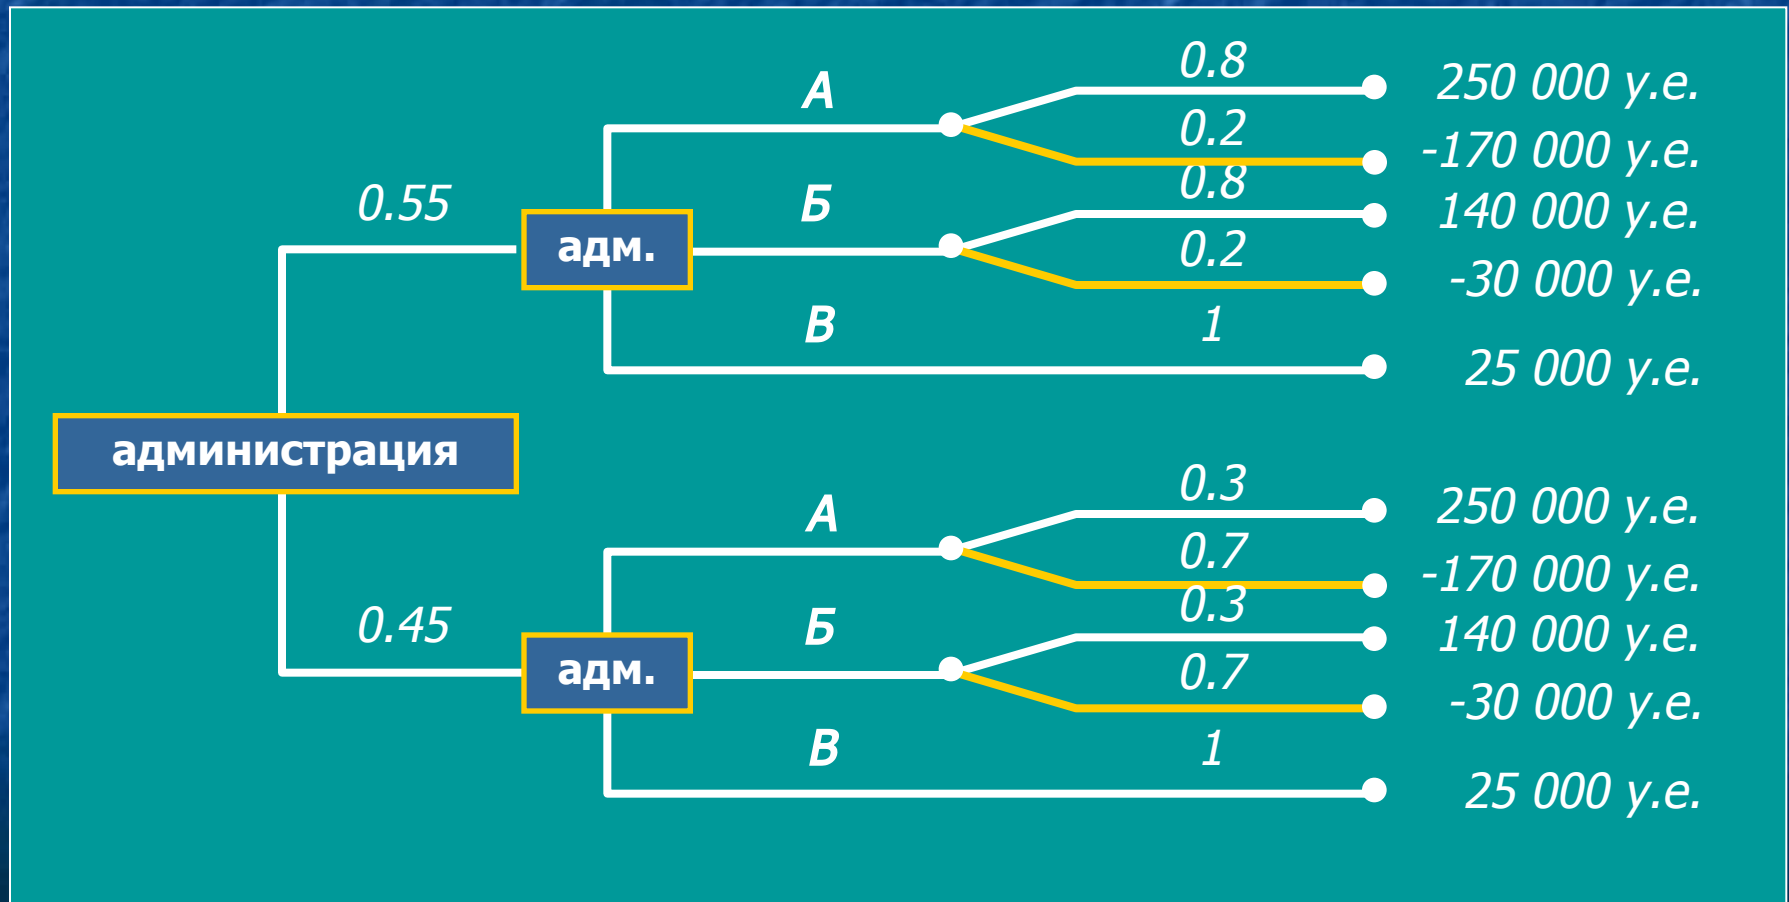 0.8
А
250 000 у.е.
0.2
-170 000 у.е.
0.8
0.55
Б
140 000 у.е.
адм.
0.2
-30 000 у.е.
В
1
25 000 у.е.
администрация
0.3
А
250 000 у.е.
0.7
-170 000 у.е.
0.3
0.45
Б
140 000 у.е.
адм.
0.7
-30 000 у.е.
В
1
25 000 у.е.